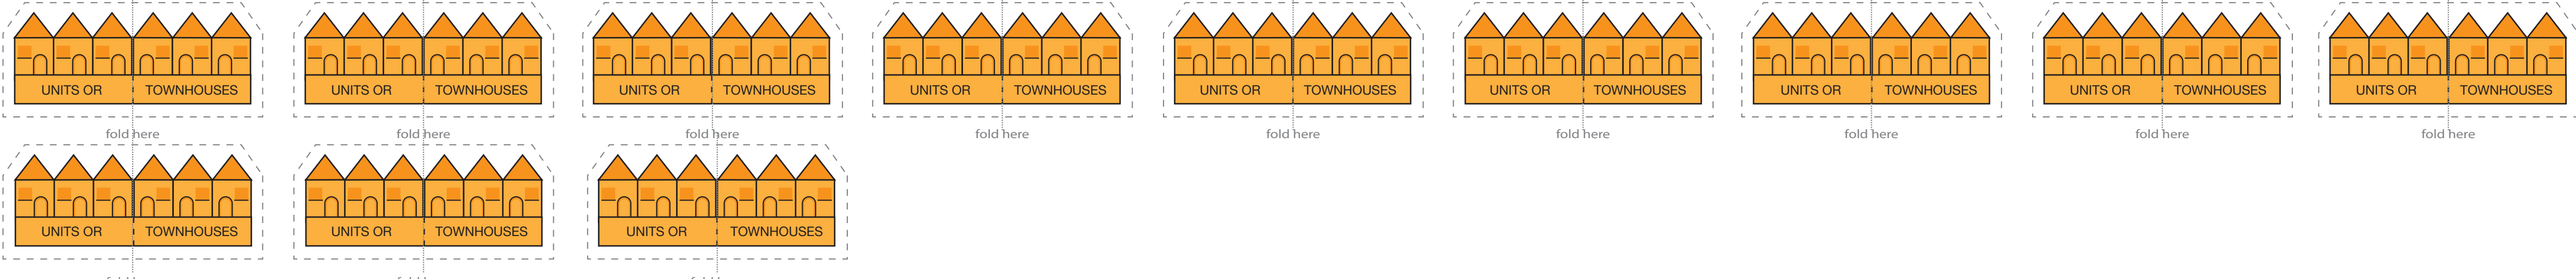 UNITS OR TOWNHOUSES UNITS OR TOWNHOUSES UNITS OR TOWNHOUSES UNITS OR TOWNHOUSES UNITS OR TOWNHOUSES UNITS OR TOWNHOUSES UNITS OR TOWNHOUSES UNITS OR TOWNHOUSES UNITS OR TOWNHOUSES
fold here fold here fold here fold here fold here fold here fold here fold here fold here
UNITS OR TOWNHOUSES UNITS OR TOWNHOUSES UNITS OR TOWNHOUSES